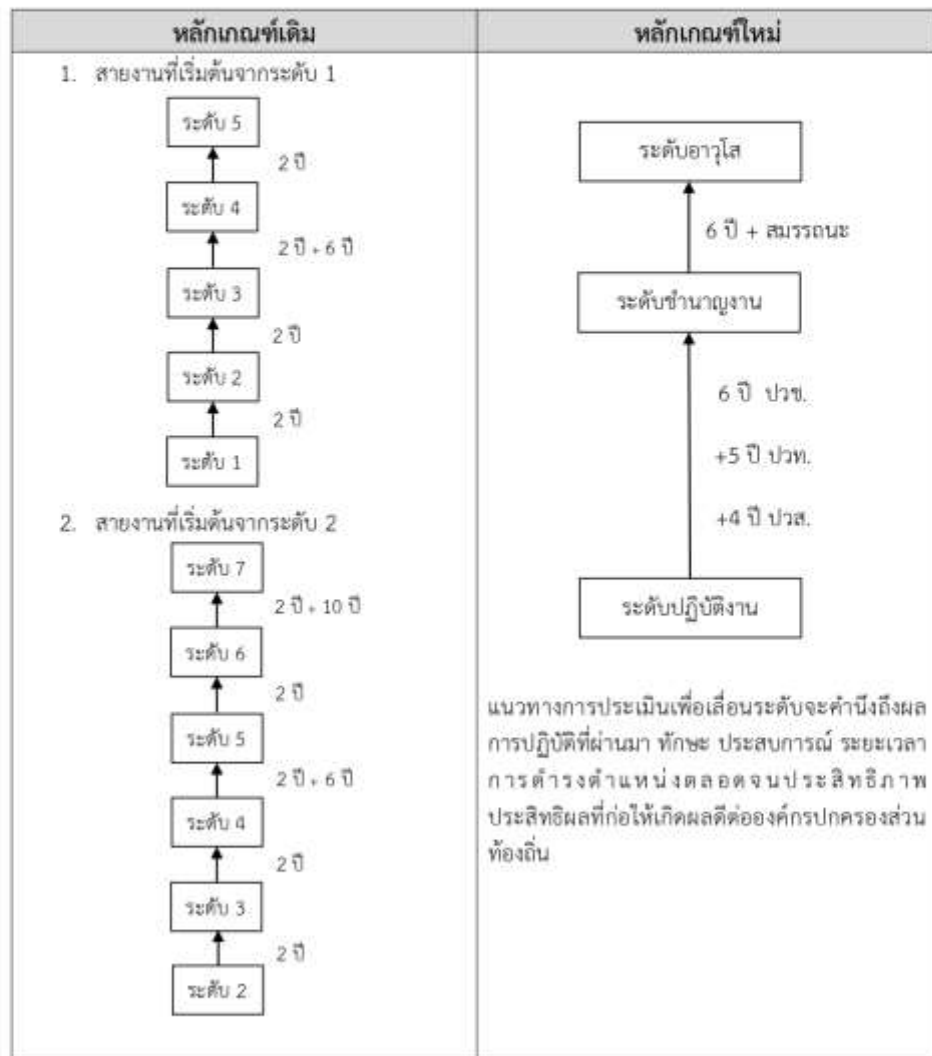 หลักเกณฑ์เดิม
1. สายงานที่เริ่มต้นจากระดับ 1
ระดับ 5
2 ปี
ระดับ 4
2 ปี + 6 ปี
ระดับ 3
2 ปี
ระดับ 2
2 ปี
ระดับ 1
2. สายงานที่เริ่มต้นจากระดับ 2
ระดับ 7
2 ปี + 10 ปี
ระดับ 6
2 ปี
ระดับ 5
2 ปี + 6 ปี
ระดับ 4
2 ปี
ระดับ 3
2 ปี
ระดับ 2
หลักเกณฑ์ใหม่
ระดับอาวุโส
6 ปี + สมรรถนะ
ระดับชำนาญงาน
6 ปี ปวช.
+5 ปี ปวท.
+4 ปี ปวส.
ระดับปฏิบัติงาน
แนวทางการประเมินเพื่อเลื่อนระดับจะคำนึงถึงผล
การปฏิบัติที่ผ่านมา ทักษะ ประสบการณ์ ระยะเวลา
การดำรงตำแหน่งตลอดจนประสิทธิภาพ
ประสิทธิผลที่ก่อให้เกิดผลดีต่อองค์กรปกครองส่วน
ท้องถิ่น